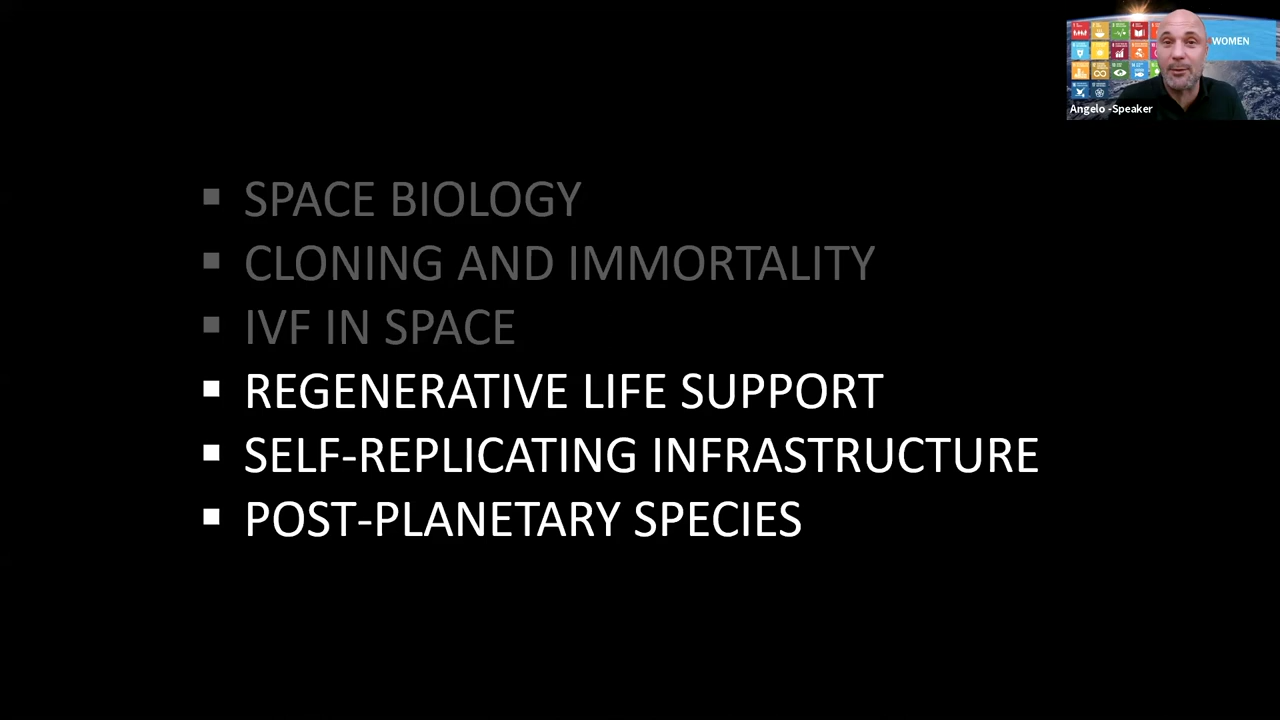 WOMEN
Angelo -Speaker
▪ SPACE BIOLOGY
▪ CLONING AND IMMORTALITY
▪ IVF IN SPACE
▪ REGENERATIVE LIFE SUPPORT
▪ SELF-REPLICATING INFRASTRUCTURE
▪ POST-PLANETARY SPECIES